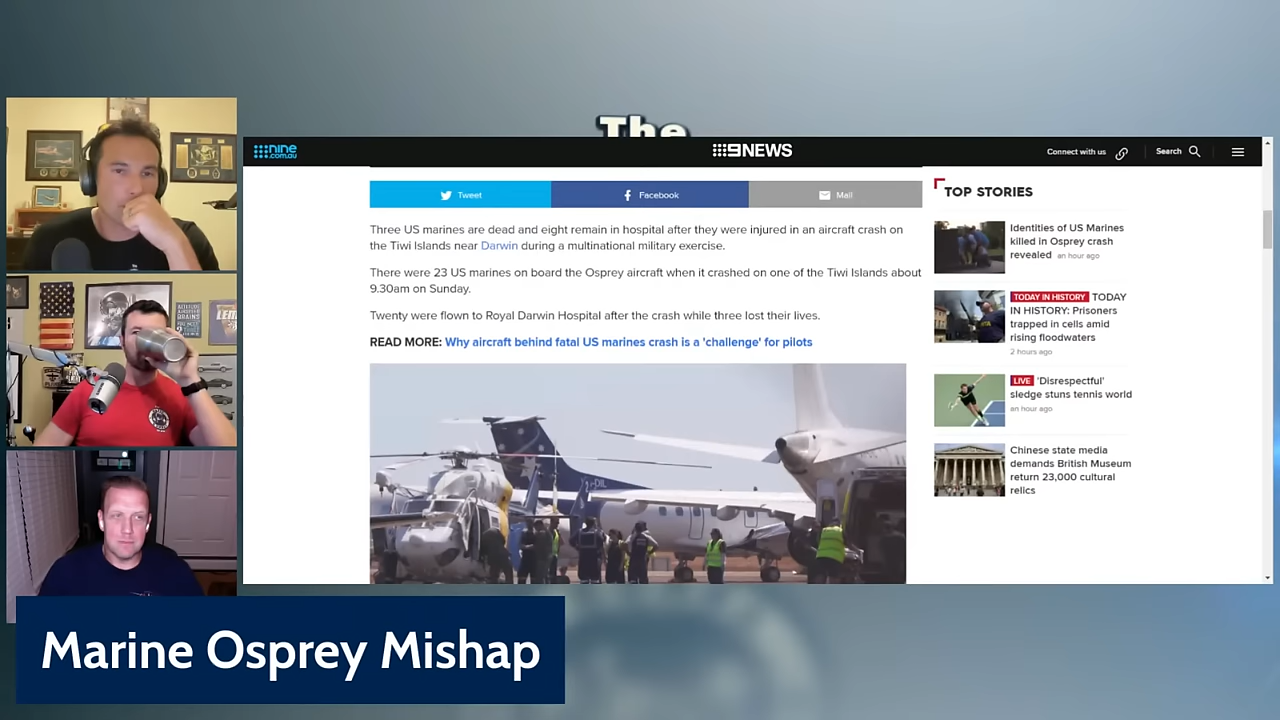 The
nine
.com.au
9NEWS
Connect with us
Search
Tweet
Facebook
Mail
Three US marines are dead and eight remain in hospital after they were injured in an aircraft crash on
the Tiwi Islands near Darwin during a multinational military exercise.
There were 23 US marines on board the Osprey aircraft when it crashed on one of the Tiwi Islands about
9.30am on Sunday.
Twenty were flown to Royal Darwin Hospital after the crash while three lost their lives.
READ MORE: Why aircraft behind fatal US marines crash is a 'challenge' for pilots
TOP STORIES
Identities of US Marines
killed in Osprey crash
revealed an hour ago
TODAY IN HISTORY TODAY
IN HISTORY: Prisoners
trapped in cells amid
rising floodwaters
2 hours ago
LIVE 'Disrespectful'
sledge stuns tennis world
an hour ago
Chinese state media
demands British Museum
return 23,000 cultural
relics
Marine Osprey Mishap